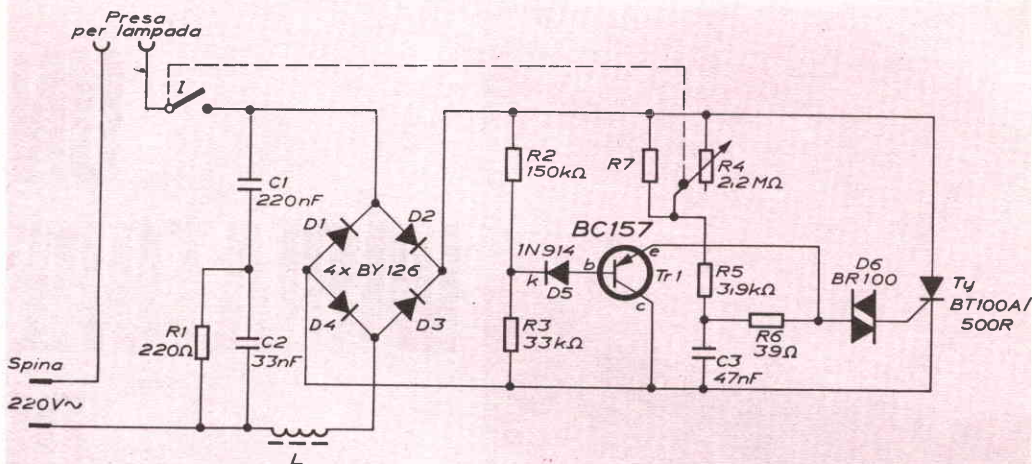 Presa
per lampada
I
R2
150kΩ
R7
R4
2,2MΩ
C1
220nF
D1
D2
BC157
1N914
e
b
k
D5
Tr1
c
4x BY126
D6
BR100
R5
3,9kΩ
Ty
BT100A/
500R
R1
220Ω
C2
33nF
D4
D3
R3
33kΩ
R6
39Ω
C3
47nF
Spina
220V~
L